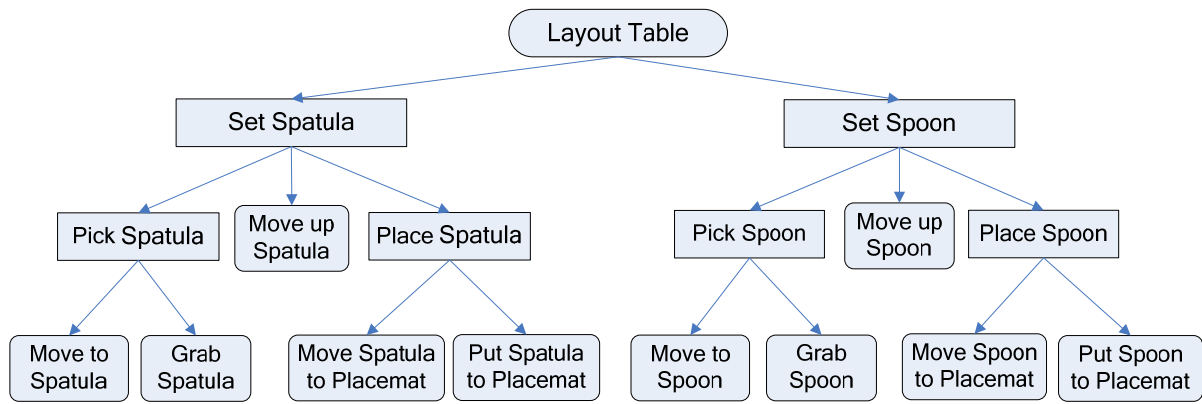 Layout Table
Set Spatula
Set Spoon
Pick Spatula
Move up
Spatula
Place Spatula
Pick Spoon
Move up
Spoon
Place Spoon
Move to
Spatula
Grab
Spatula
Move Spatula
to Placemat
Put Spatula
to Placemat
Move to
Spoon
Grab
Spoon
Move Spoon
to Placemat
Put Spoon
to Placemat